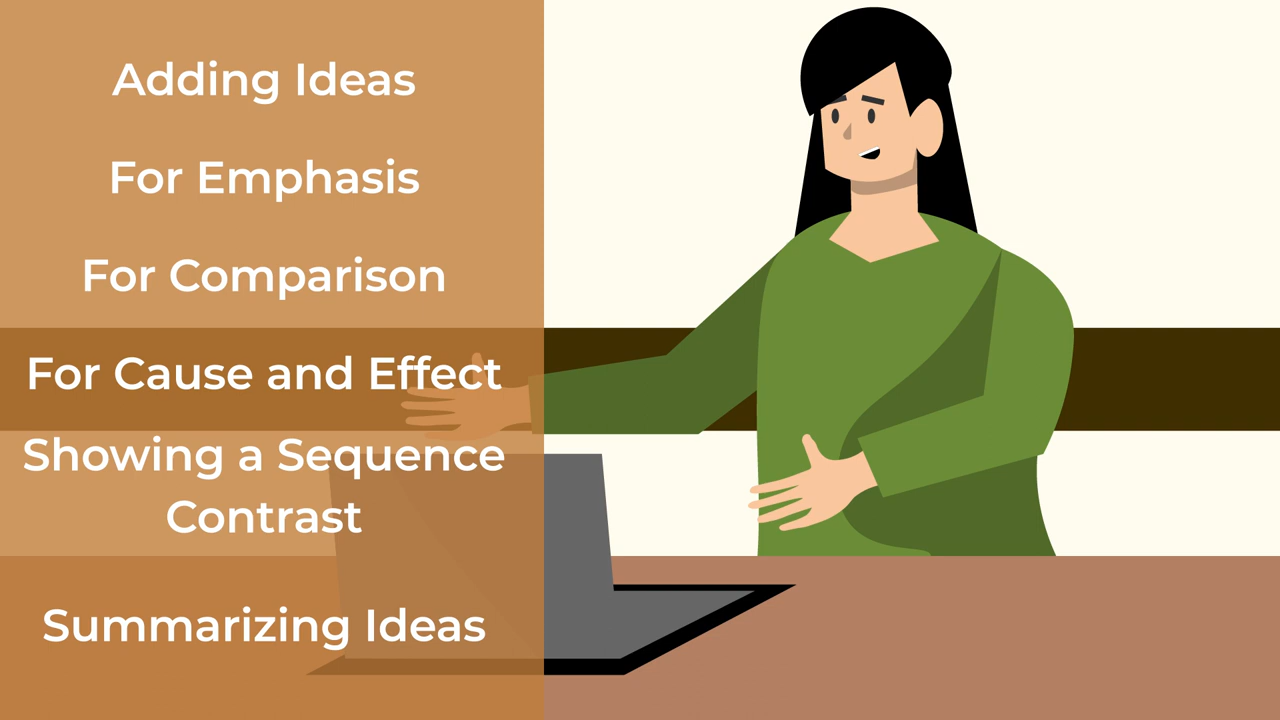 Adding Ideas
For Emphasis
For Comparison
For Cause and Effect
Showing a Sequence
Contrast
Summarizing Ideas